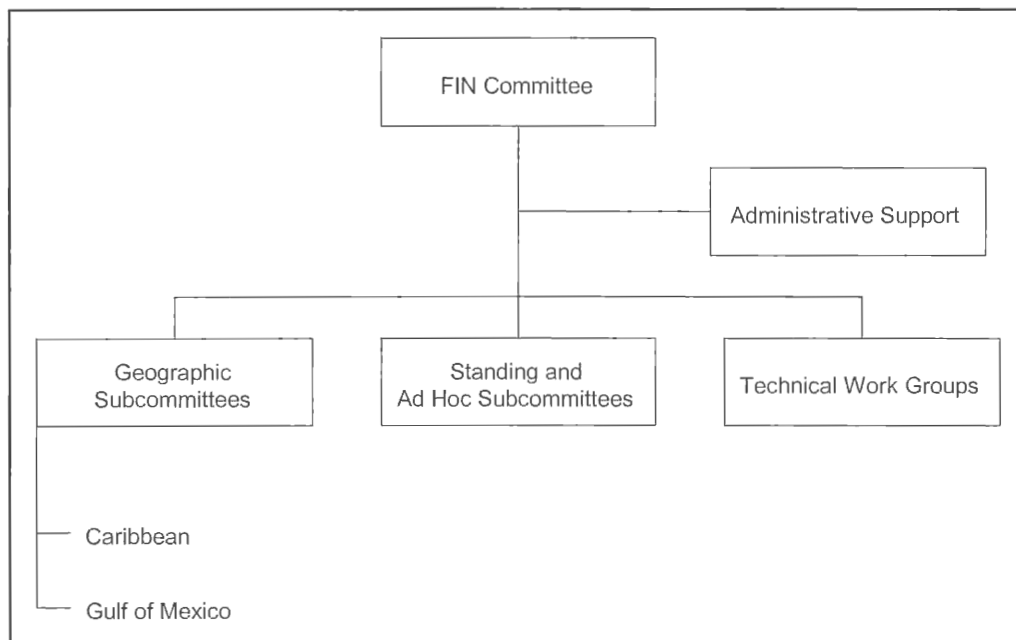 FIN Committee
Administrative Support
Geographic
Subcommittees
Standing and
Ad Hoc Subcommittees
Technical Work Groups
Caribbean
Gulf of Mexico